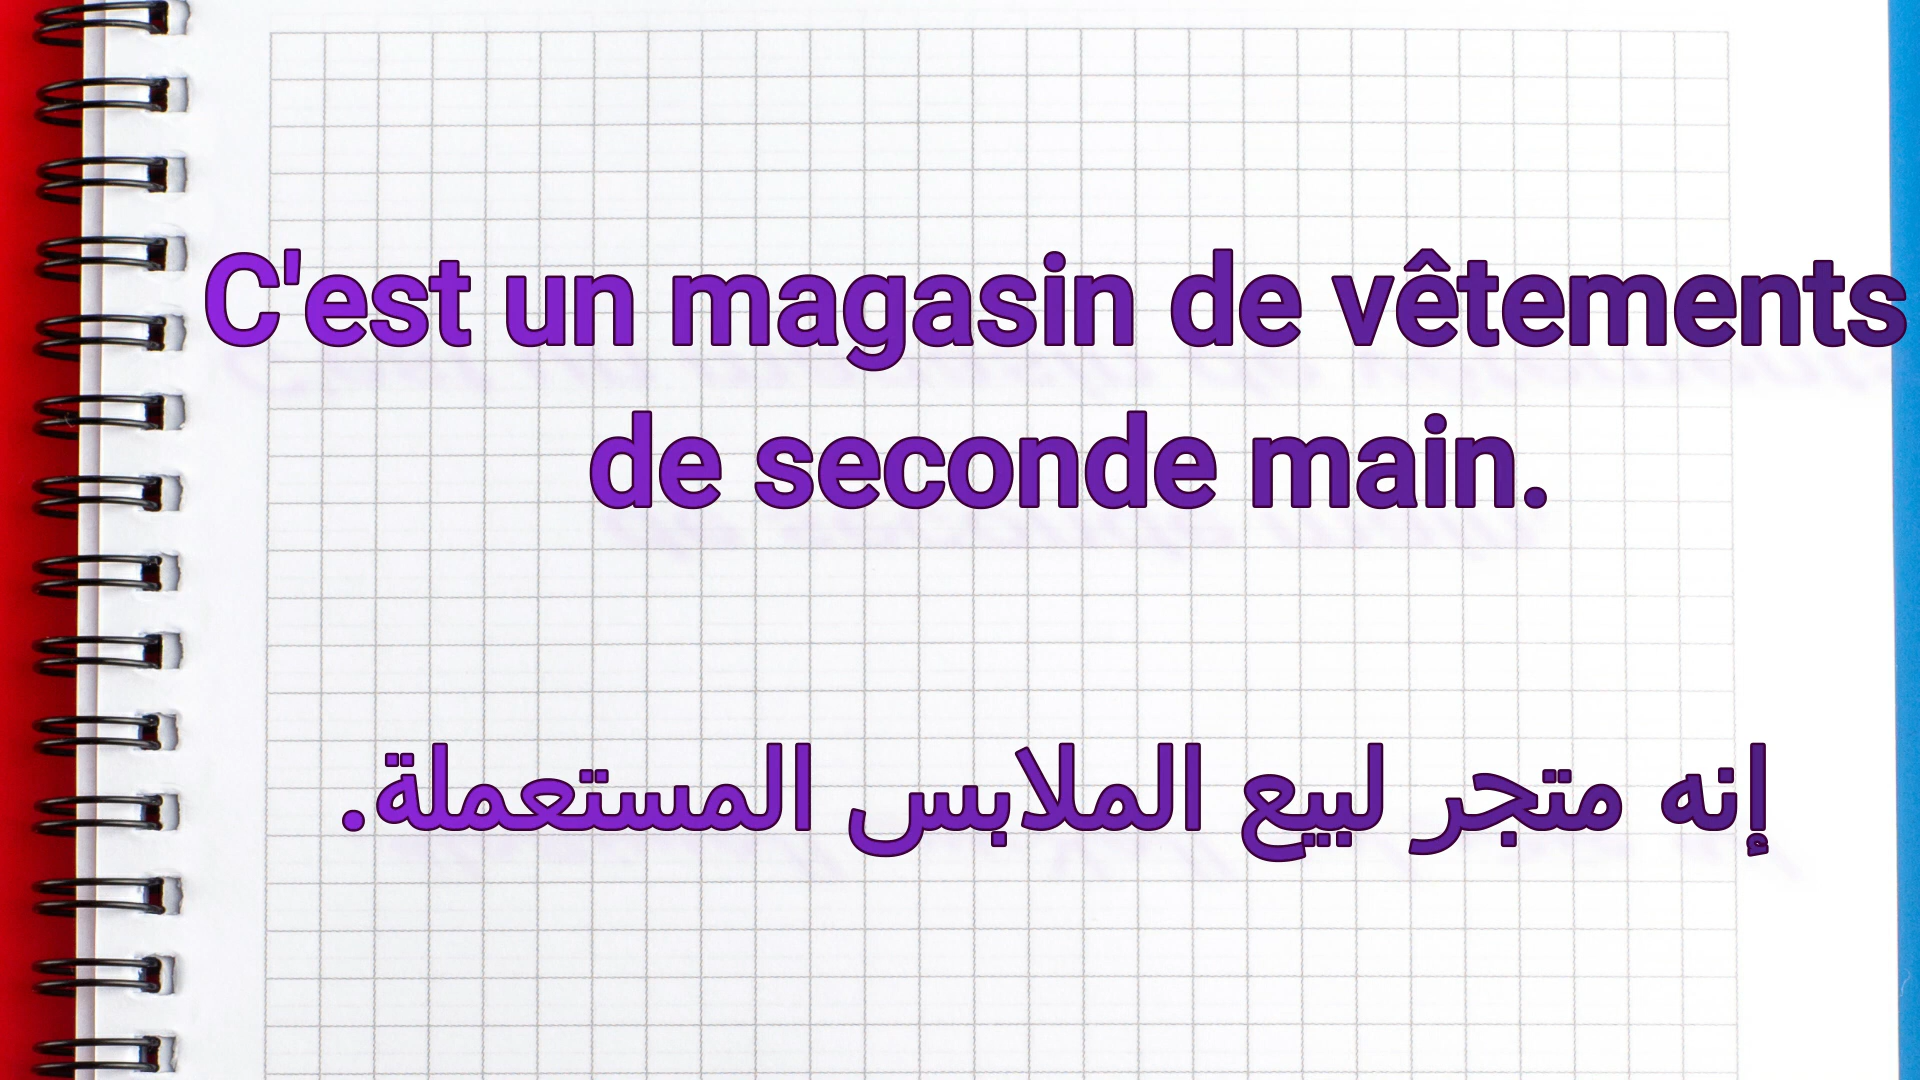 C'est un magasin de vêtements
de seconde main.
إنه متجر لبيع الملابس المستعملة.